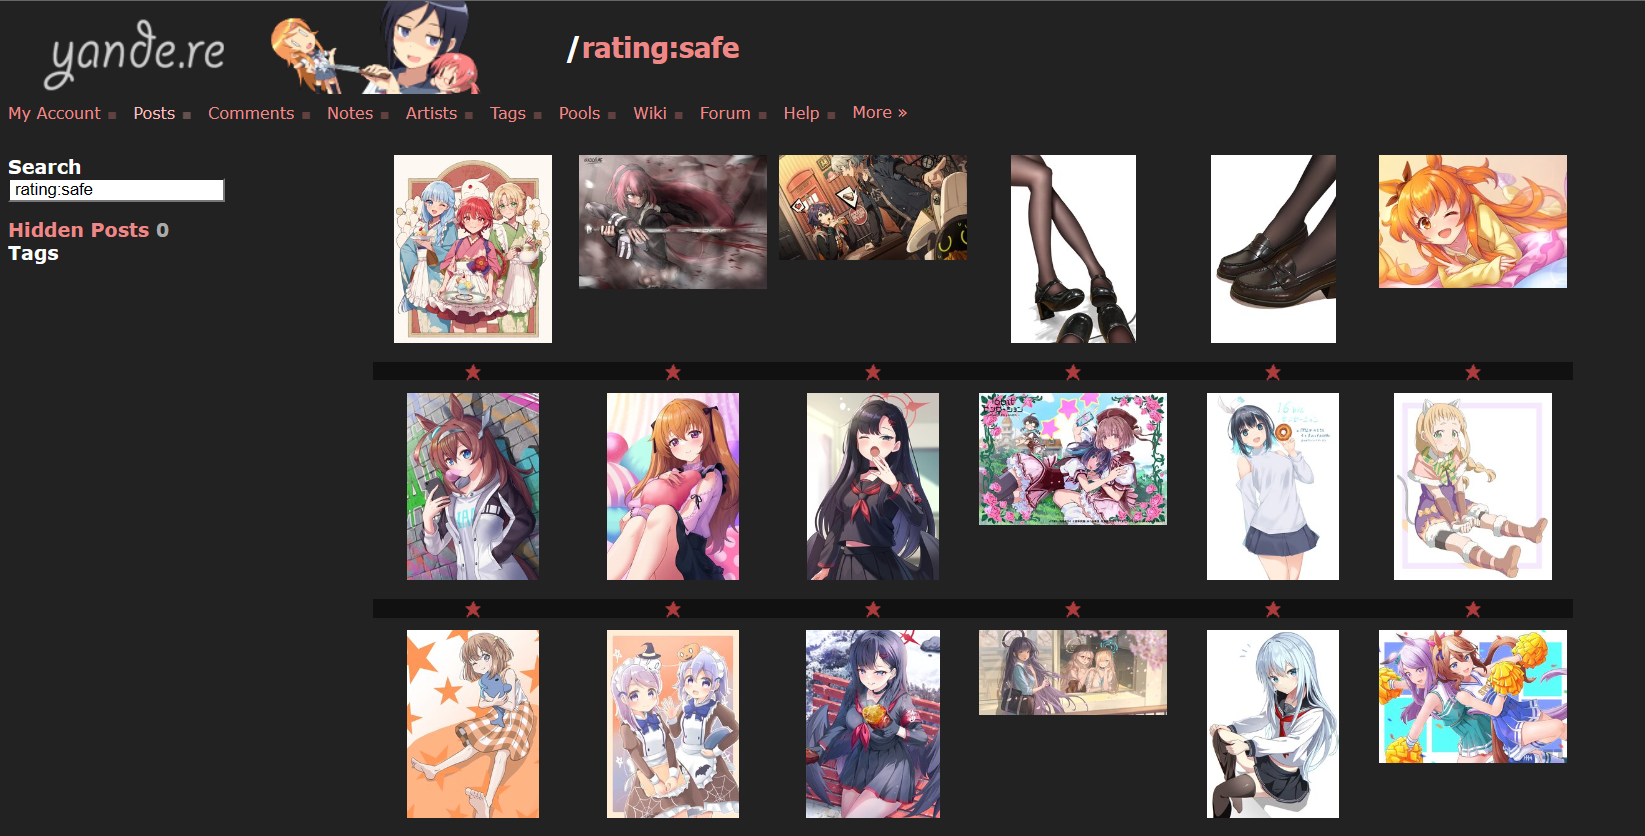 yande.re
/rating:safe
My Account Posts Comments Notes Artists Tags Pools Wiki Forum Help More »
Search
rating:safe
Hidden Posts 0
Tags